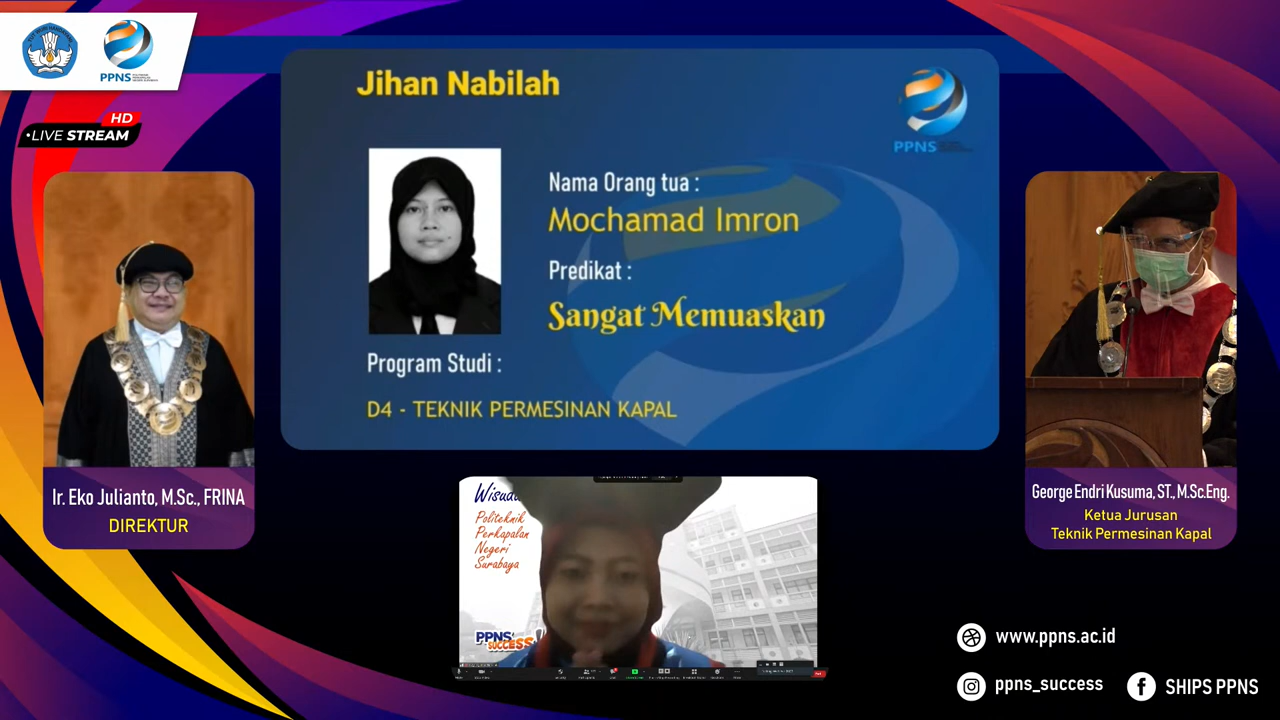 PPNS
HD
•LIVE STREAM
Jihan Nabilah
PPNS
Nama Orang tua :
Mochamad Imron
Predikat :
Sangat Memuaskan
Program Studi :
D4 - TEKNIK PERMESINAN KAPAL
Ir. Eko Julianto, M.Sc., FRINA
DIREKTUR
George Endri Kusuma, ST., M.Sc.Eng.
Ketua Jurusan
Teknik Permesinan Kapal
Politeknik
Perkapalan
Negeri
Surabaya
PPNS
SUCCESS!
www.ppns.ac.id
ppns_success
SHIPS PPNS